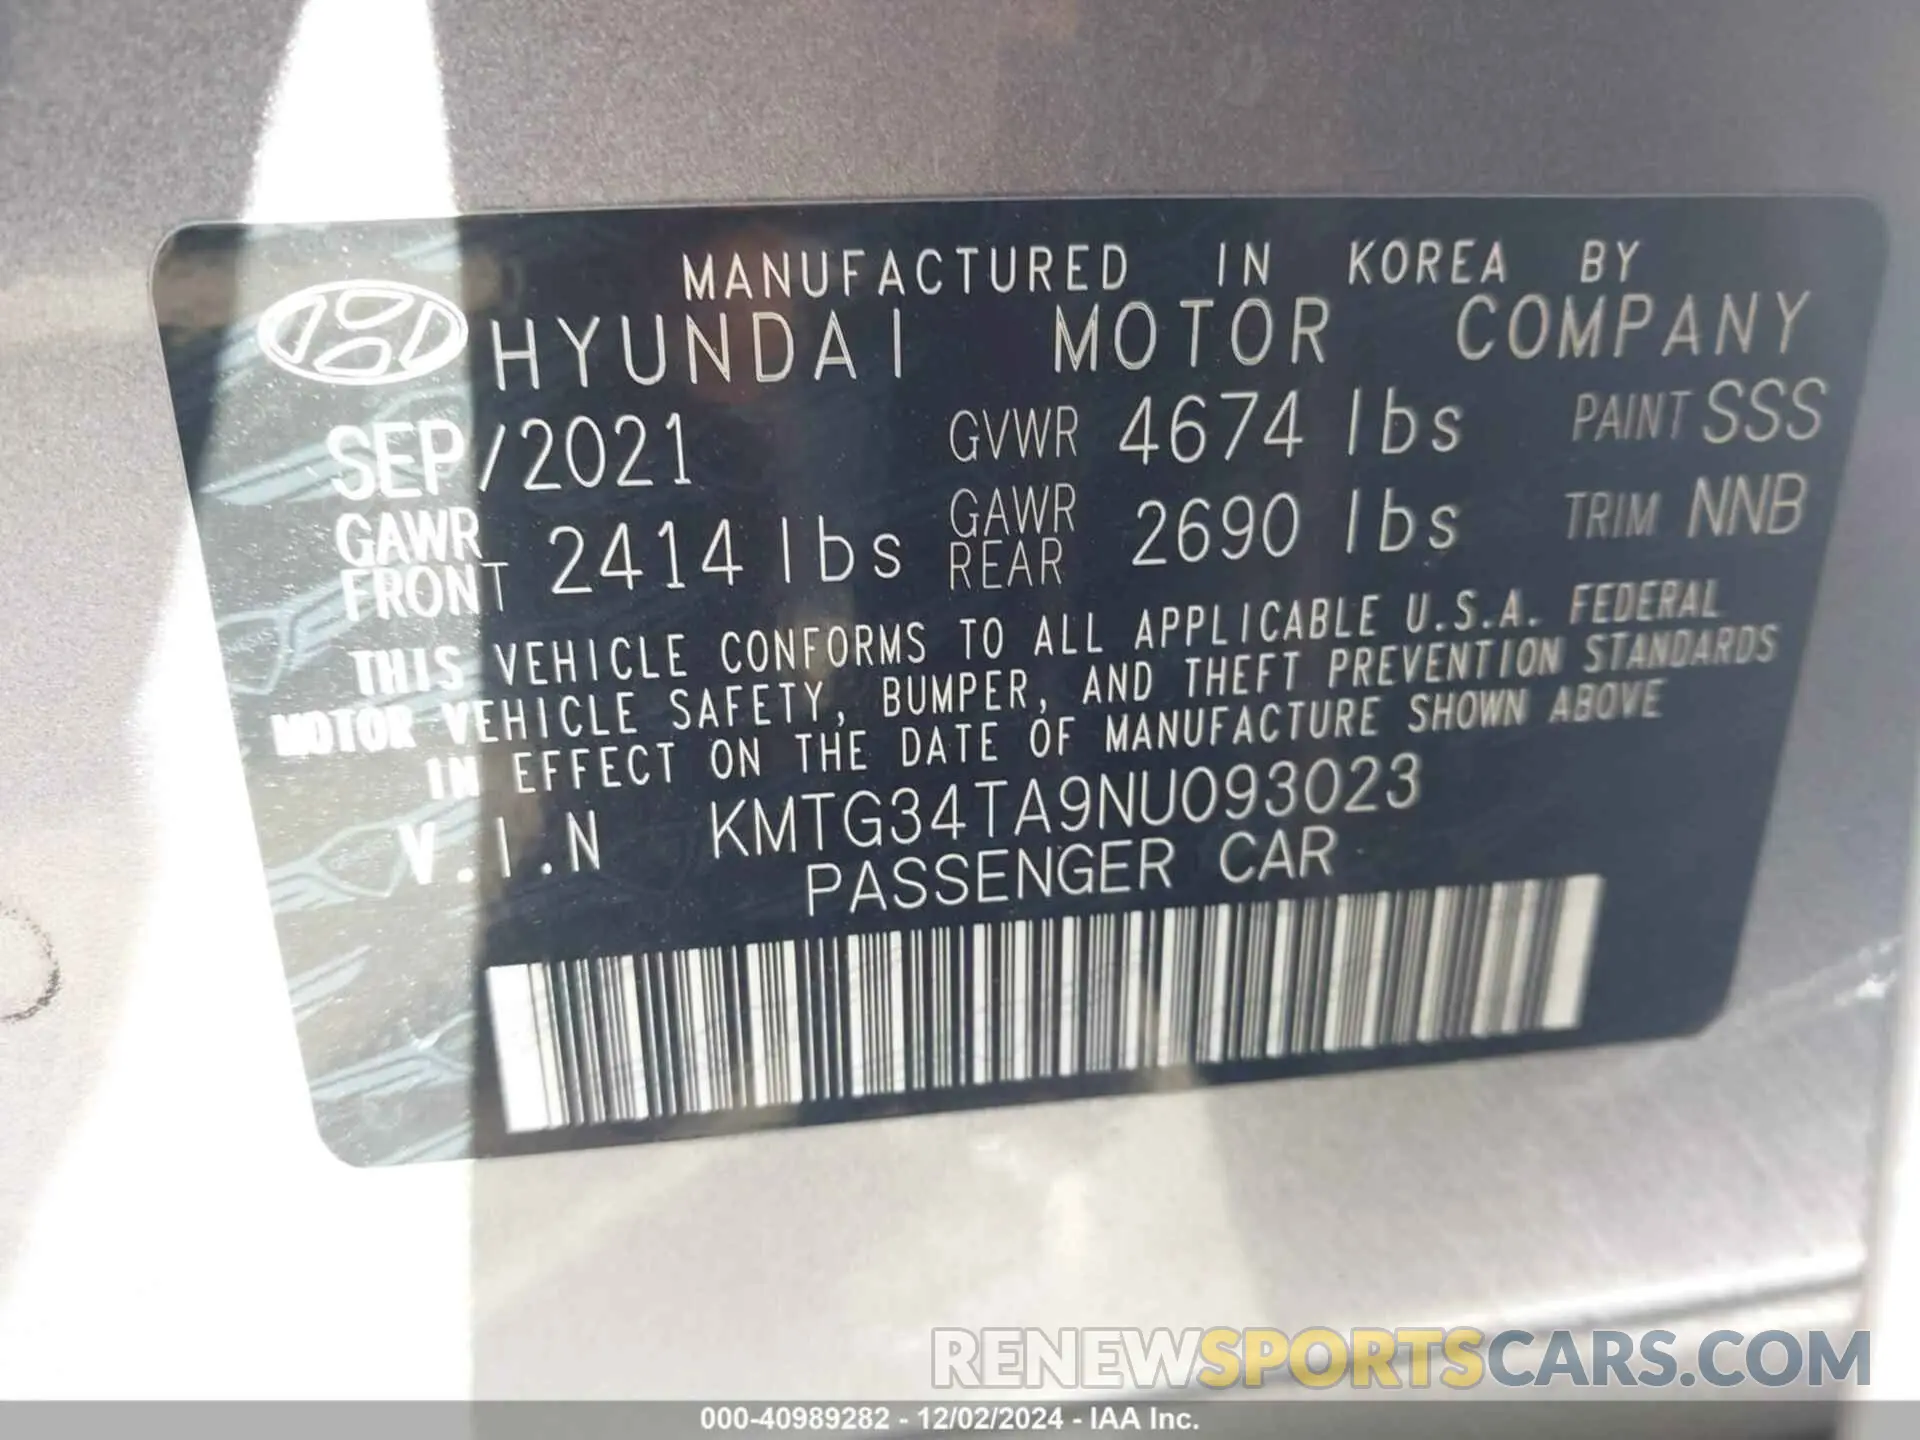 MANUFACTURED IN KOREA BY
HYUNDAI MOTOR COMPANY
SEP/2021 GVWR 4674 lbs PAINT SSS
GAWR FRONT 2414 lbs GAWR REAR 2690 lbs TRIM NNB
THIS VEHICLE CONFORMS TO ALL APPLICABLE U.S.A. FEDERAL
MOTOR VEHICLE SAFETY, BUMPER, AND THEFT PREVENTION STANDARDS
IN EFFECT ON THE DATE OF MANUFACTURE SHOWN ABOVE
V.I.N KMTG34TA9NU093023
PASSENGER CAR
RENEWSPORTSCARS.COM
000-40989282 - 12/02/2024 - IAA Inc.